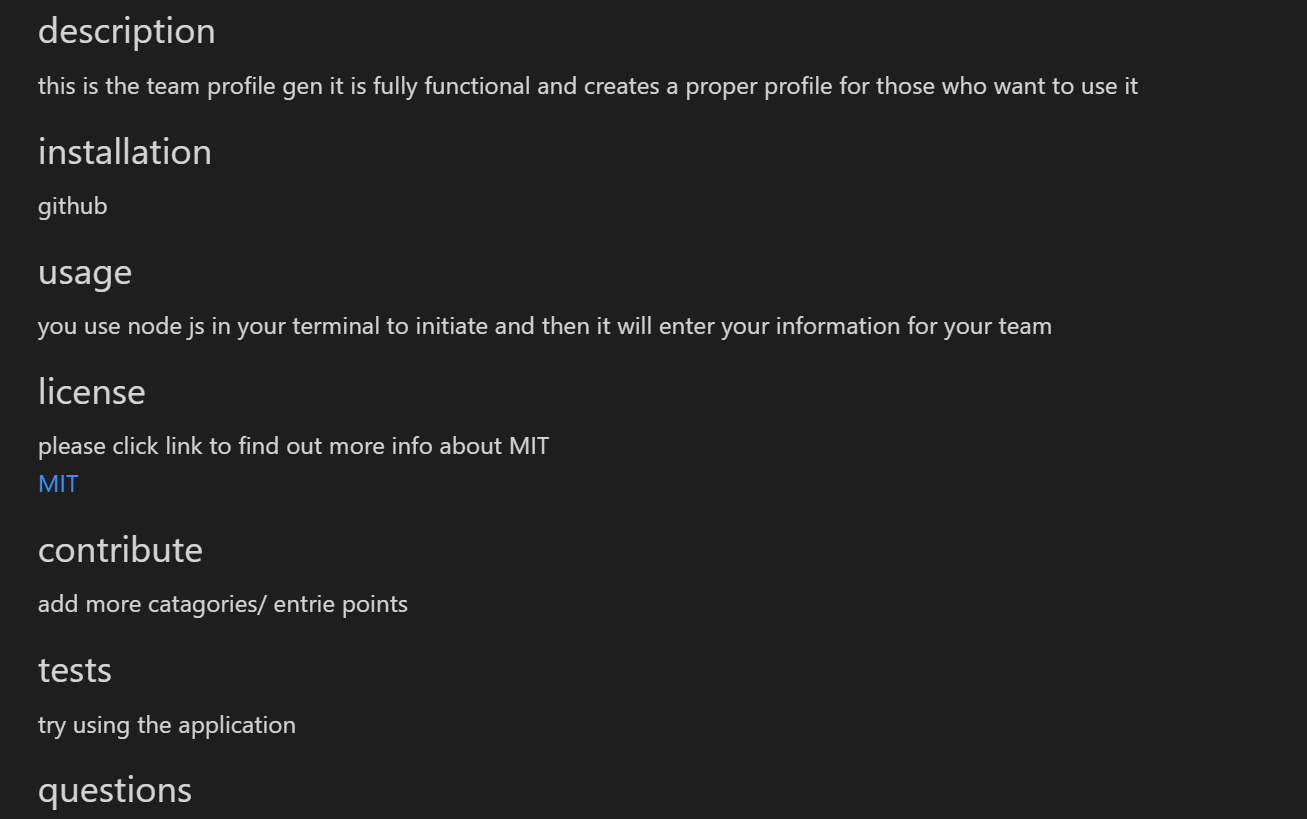 description
this is the team profile gen it is fully functional and creates a proper profile for those who want to use it
installation
github
usage
you use node js in your terminal to initiate and then it will enter your information for your team
license
please click link to find out more info about MIT
MIT
contribute
add more catagories/ entrie points
tests
try using the application
questions